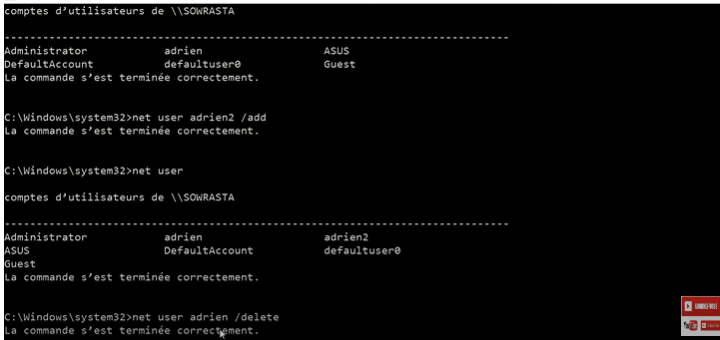 comptes d'utilisateurs de \\SOWRASTA
-------------------------------------------------------------------------------
Administrator adrien ASUS
DefaultAccount defaultuser0 Guest
La commande s'est terminée correctement.
C:\Windows\system32>net user adrien2 /add
La commande s'est terminée correctement.
C:\Windows\system32>net user
comptes d'utilisateurs de \\SOWRASTA
-------------------------------------------------------------------------------
Administrator adrien adrien2
ASUS DefaultAccount defaultuser0
Guest
La commande s'est terminée correctement.
C:\Windows\system32>net user adrien /delete
La commande s'est terminée correctement.